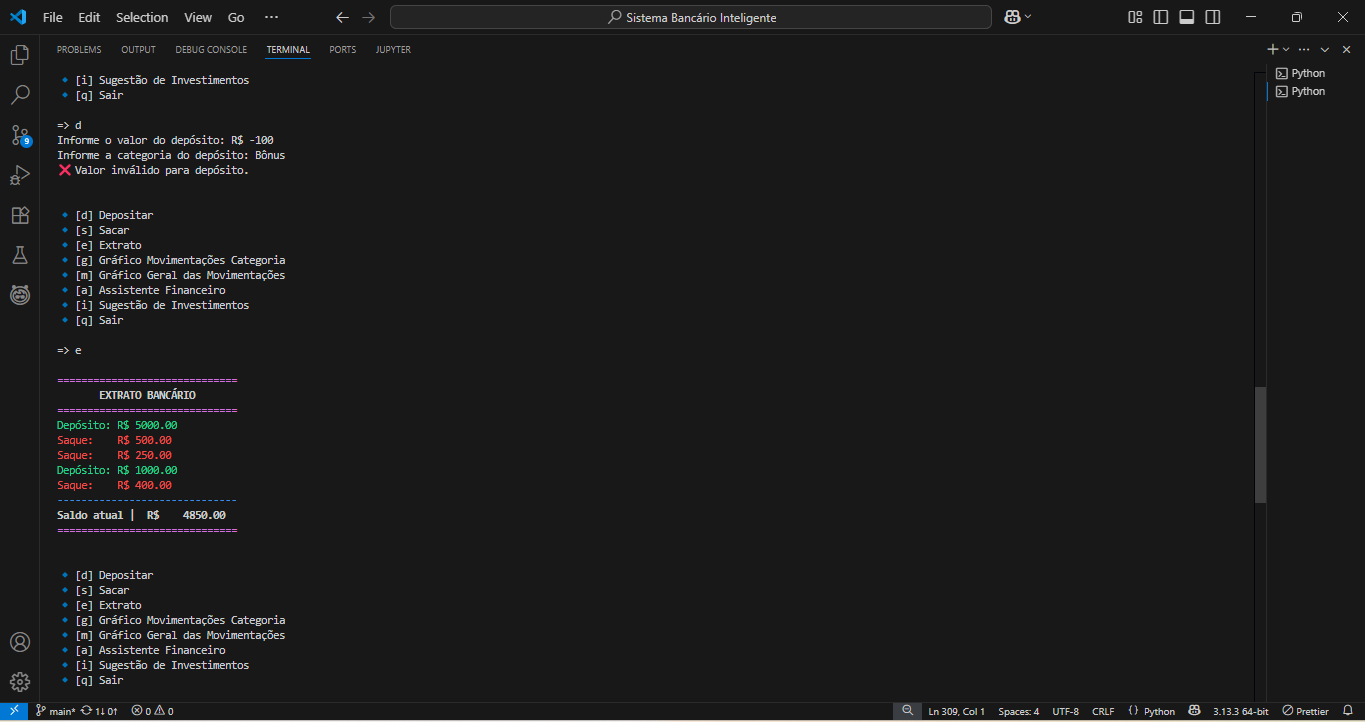 File Edit Selection View Go ··· Sistema Bancário Inteligente
PROBLEMS OUTPUT DEBUG CONSOLE TERMINAL PORTS JUPYTER
Python
Python
9
[i] Sugestão de Investimentos
[q] Sair
=> d
Informe o valor do depósito: R$ -100
Informe a categoria do depósito: Bônus
❌ Valor inválido para depósito.
[d] Depositar
[s] Sacar
[e] Extrato
[g] Gráfico Movimentações Categoria
[m] Gráfico Geral das Movimentações
[a] Assistente Financeiro
[i] Sugestão de Investimentos
[q] Sair
=> e
==============================
EXTRATO BANCÁRIO
==============================
Depósito: R$ 5000.00
Saque: R$ 500.00
Saque: R$ 250.00
Depósito: R$ 1000.00
Saque: R$ 400.00
------------------------------
Saldo atual | R$ 4850.00
==============================
[d] Depositar
[s] Sacar
[e] Extrato
[g] Gráfico Movimentações Categoria
[m] Gráfico Geral das Movimentações
[a] Assistente Financeiro
[i] Sugestão de Investimentos
[q] Sair
main* 1↓ 0↑ 0 0 Ln 309, Col 1 Spaces: 4 UTF-8 CRLF {} Python 3.13.3 64-bit Prettier